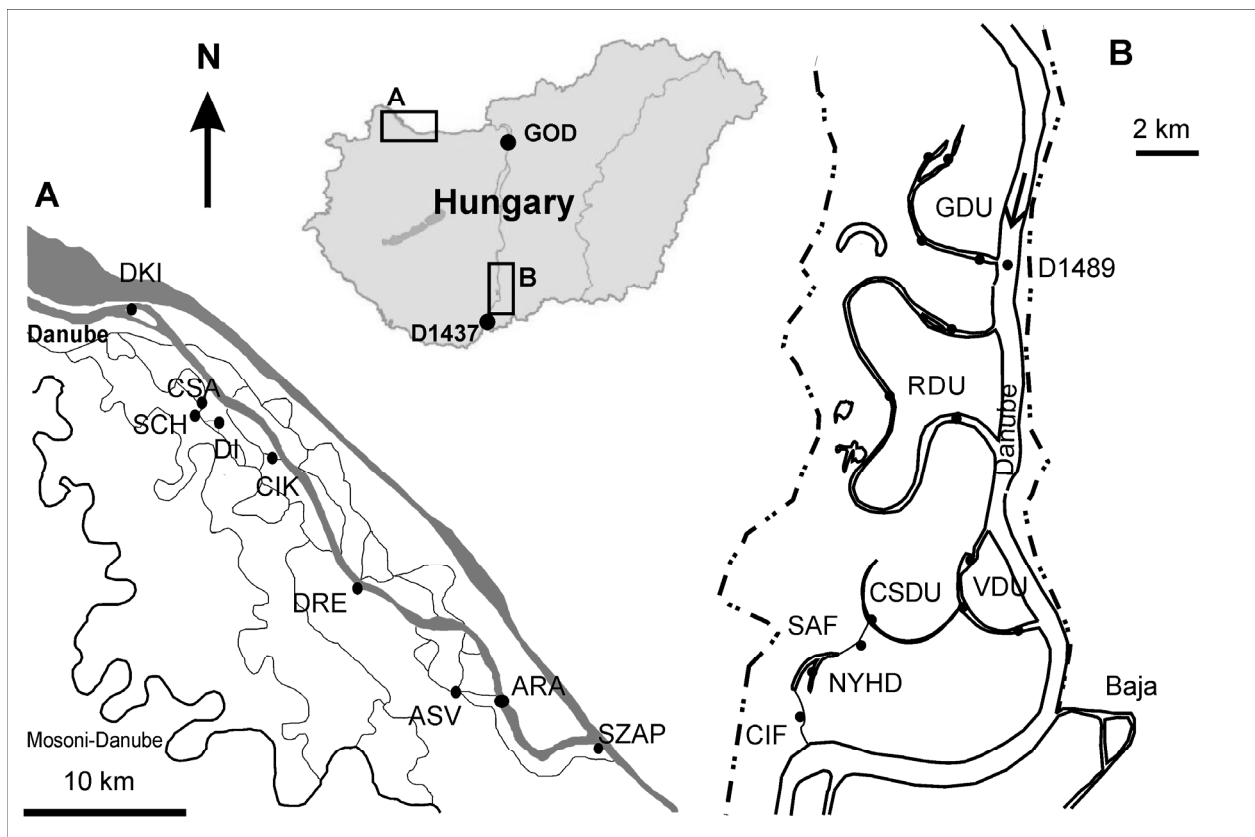 N
A
GOD
Hungary
B
D1437
A
DKI
Danube
CSA
SCH
DI
CIK
DRE
ASV
ARA
SZAP
Mosoni-Danube
10 km
B
2 km
GDU
D1489
RDU
Danube
CSDU
VDU
SAF
NYHD
CIF
Baja